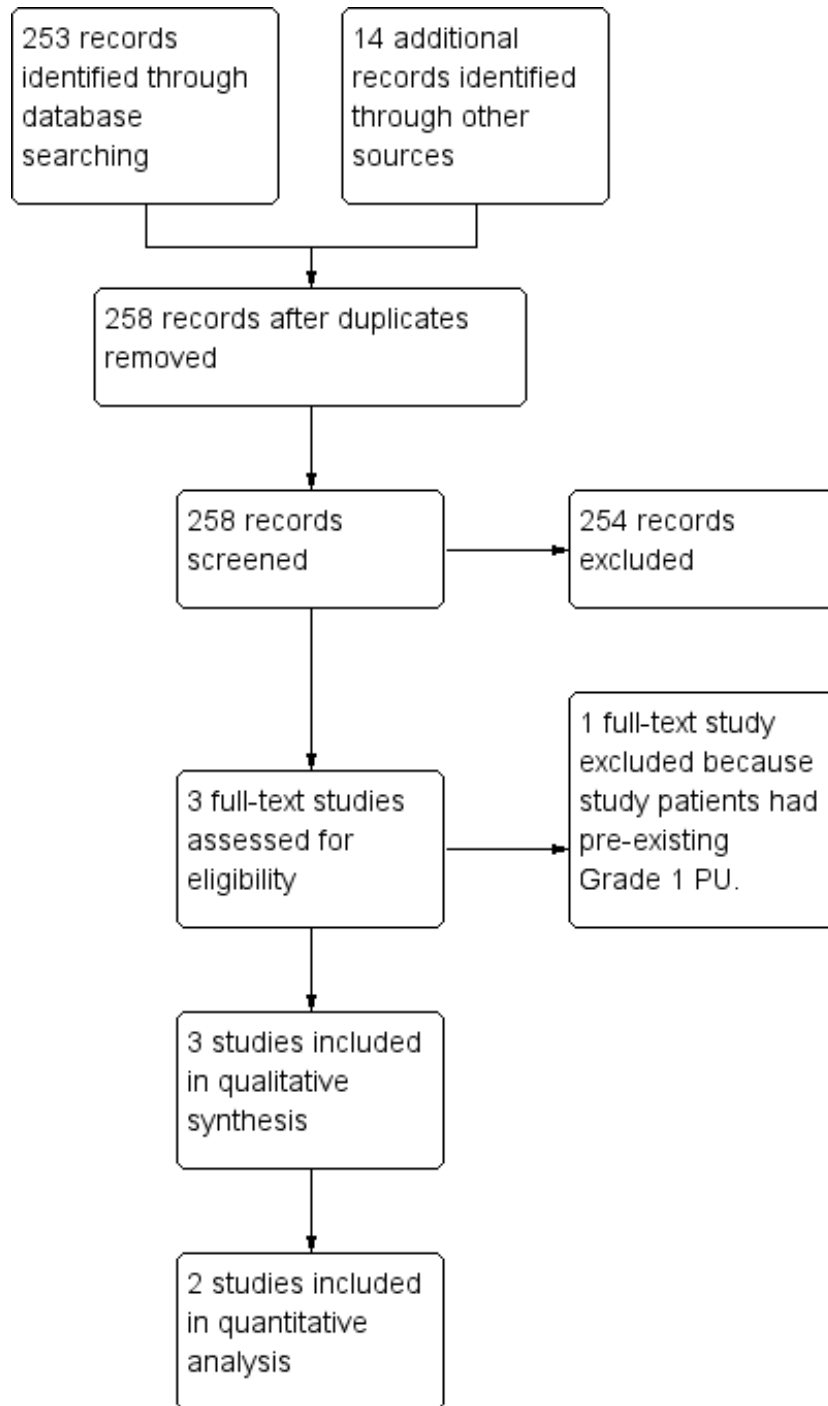 253 records
identified through
database
searching
14 additional
records identified
through other
sources
258 records after duplicates
removed
258 records
screened
254 records
excluded
3 full-text studies
assessed for
eligibility
1 full-text study
excluded because
study patients had
pre-existing
Grade 1 PU.
3 studies included
in qualitative
synthesis
2 studies included
in quantitative
analysis